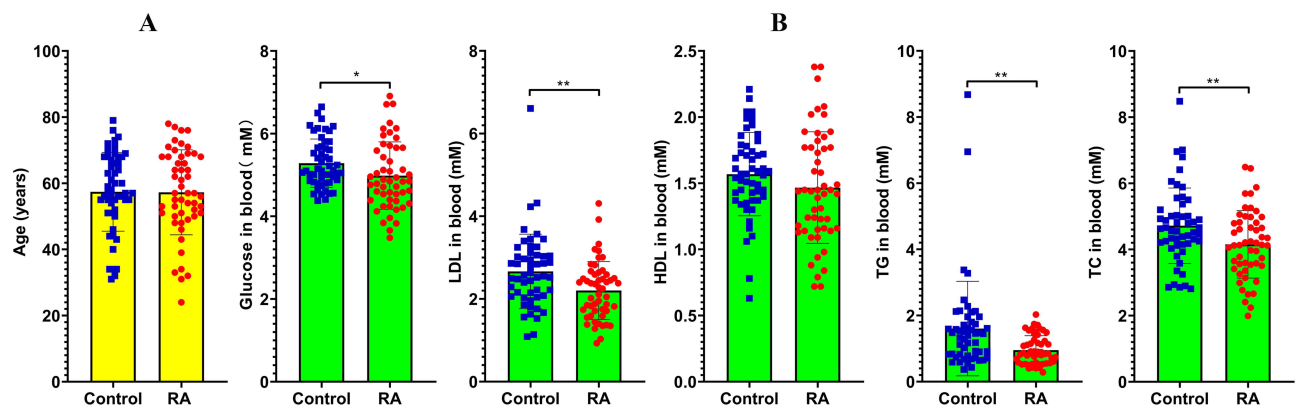 A
B
Age (years)
100
80
60
40
20
0
Control
RA
Glucose in blood( mM)
8
6
4
2
0
*
Control
RA
LDL in blood (mM)
8
6
4
2
0
**
Control
RA
HDL in blood (mM)
2.5
2.0
1.5
1.0
0.5
0.0
Control
RA
TG in blood (mM)
10
8
6
4
2
0
**
Control
RA
TC in blood (mM)
10
8
6
4
2
0
**
Control
RA